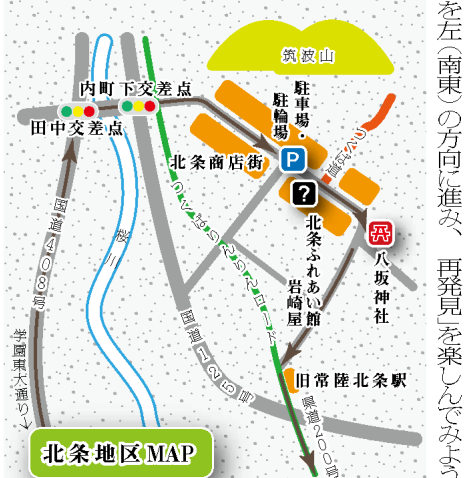 を左（南東）の方向に進み、　再発見」を楽しんでみよう
筑波山
内町下交差点
田中交差点
駐車場・
駐輪場
P
北条商店街
?
つくば道
北条ふれあい館
岩崎屋
八坂神社
つくばりんりんロード
桜川
国道408号
国道125号
学園東大通り→
旧常陸北条駅
県道200号
北条地区MAP